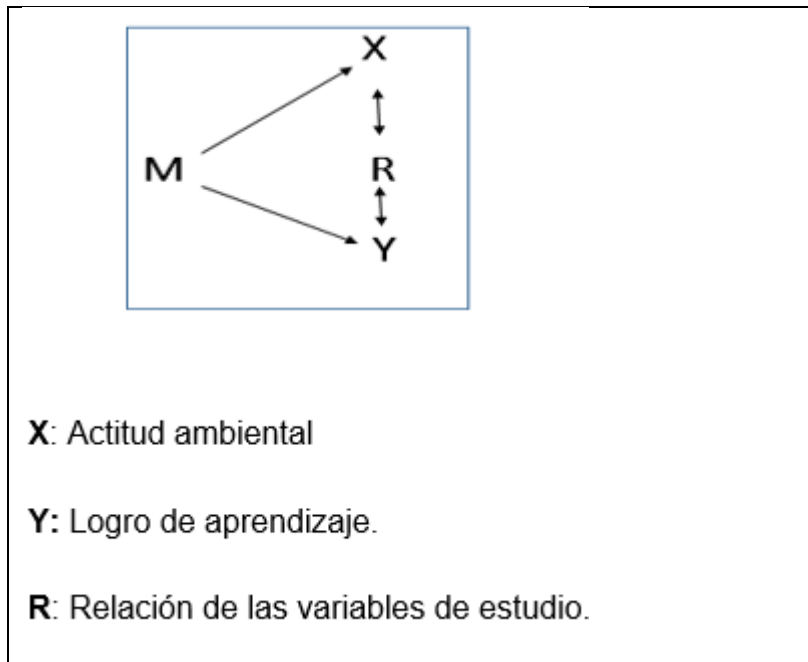 X
M
R
Y
X: Actitud ambiental
Y: Logro de aprendizaje.
R: Relación de las variables de estudio.